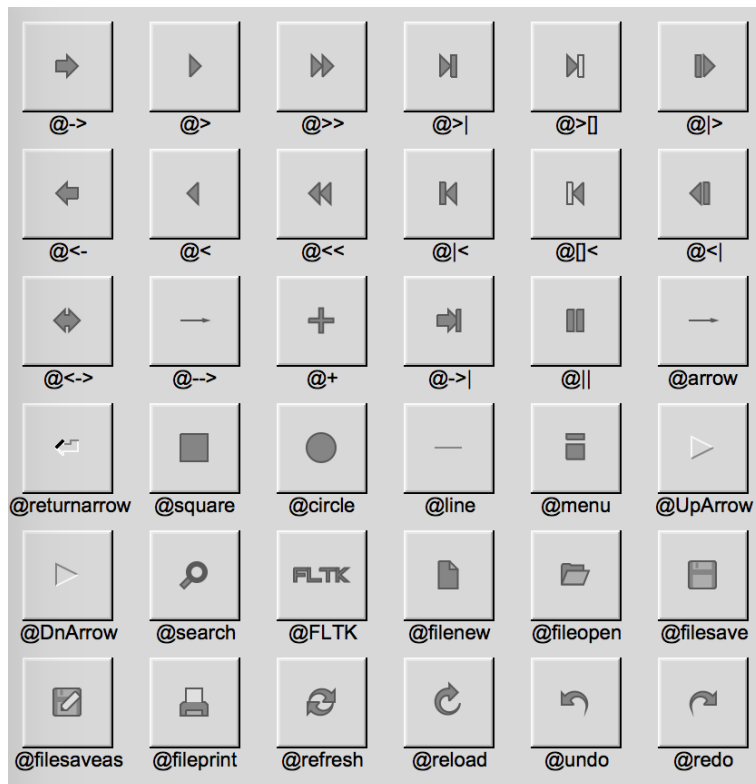 @-> @> @>> @>| @>[] @|>
@<- @< @<< @|< @[]< @<|
@<-> @--> @+ @->| @|| @arrow
@returnarrow @square @circle @line @menu @UpArrow
FLTK
@DnArrow @search @FLTK @filenew @fileopen @filesave
@filesaveas @fileprint @refresh @reload @undo @redo